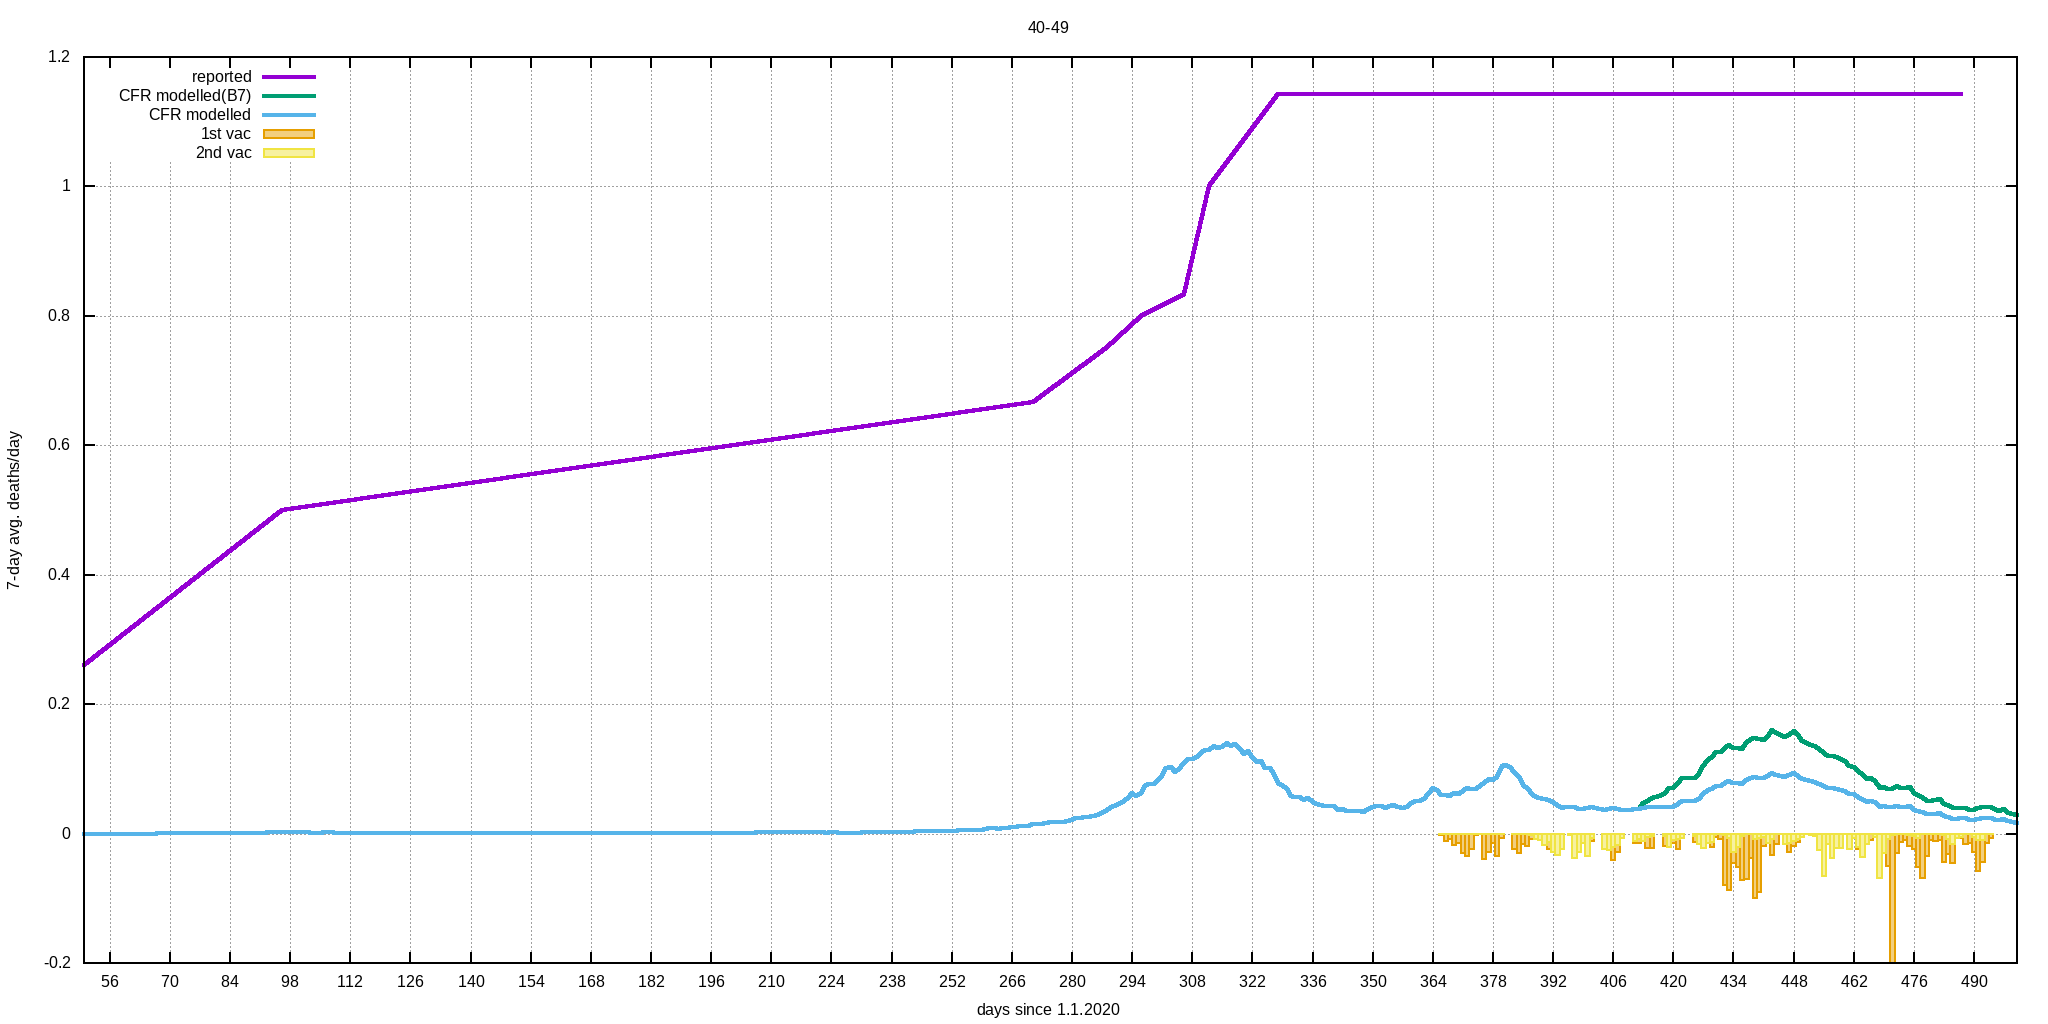 40-49
1.2
1
0.8
0.6
0.4
0.2
0
-0.2
7-day avg. deaths/day
reported
CFR modelled(B7)
CFR modelled
1st vac
2nd vac
56 70 84 98 112 126 140 154 168 182 196 210 224 238 252 266 280 294 308 322 336 350 364 378 392 406 420 434 448 462 476 490
days since 1.1.2020